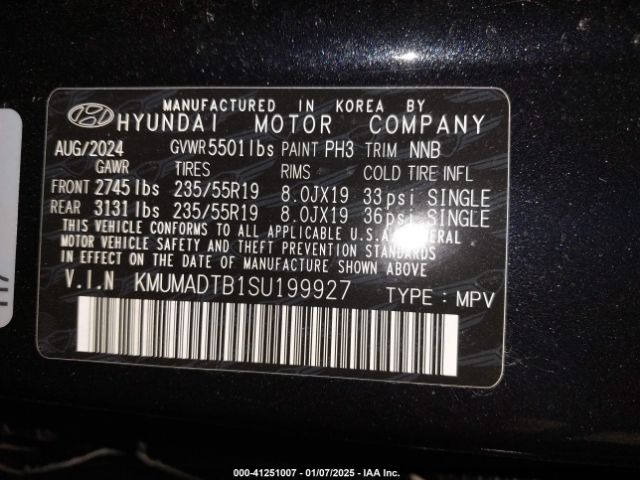 MANUFACTURED IN KOREA BY
HYUNDAI MOTOR COMPANY
AUG/2024 GVWR 5501 lbs PAINT PH3 TRIM NNB
GAWR TIRES RIMS COLD TIRE INFL
FRONT 2745 lbs 235/55R19 8.0JX19 33psi SINGLE
REAR 3131 lbs 235/55R19 8.0JX19 36psi SINGLE
THIS VEHICLE CONFORMS TO ALL APPLICABLE U.S.A FEDERAL
MOTOR VEHICLE SAFETY AND THEFT PREVENTION STANDARDS
IN EFFECT ON THE DATE OF MANUFACTURE SHOWN ABOVE.
V.I.N KMUMADTB1SU199927 TYPE : MPV
000-41251007 - 01/07/2025 - IAA Inc.